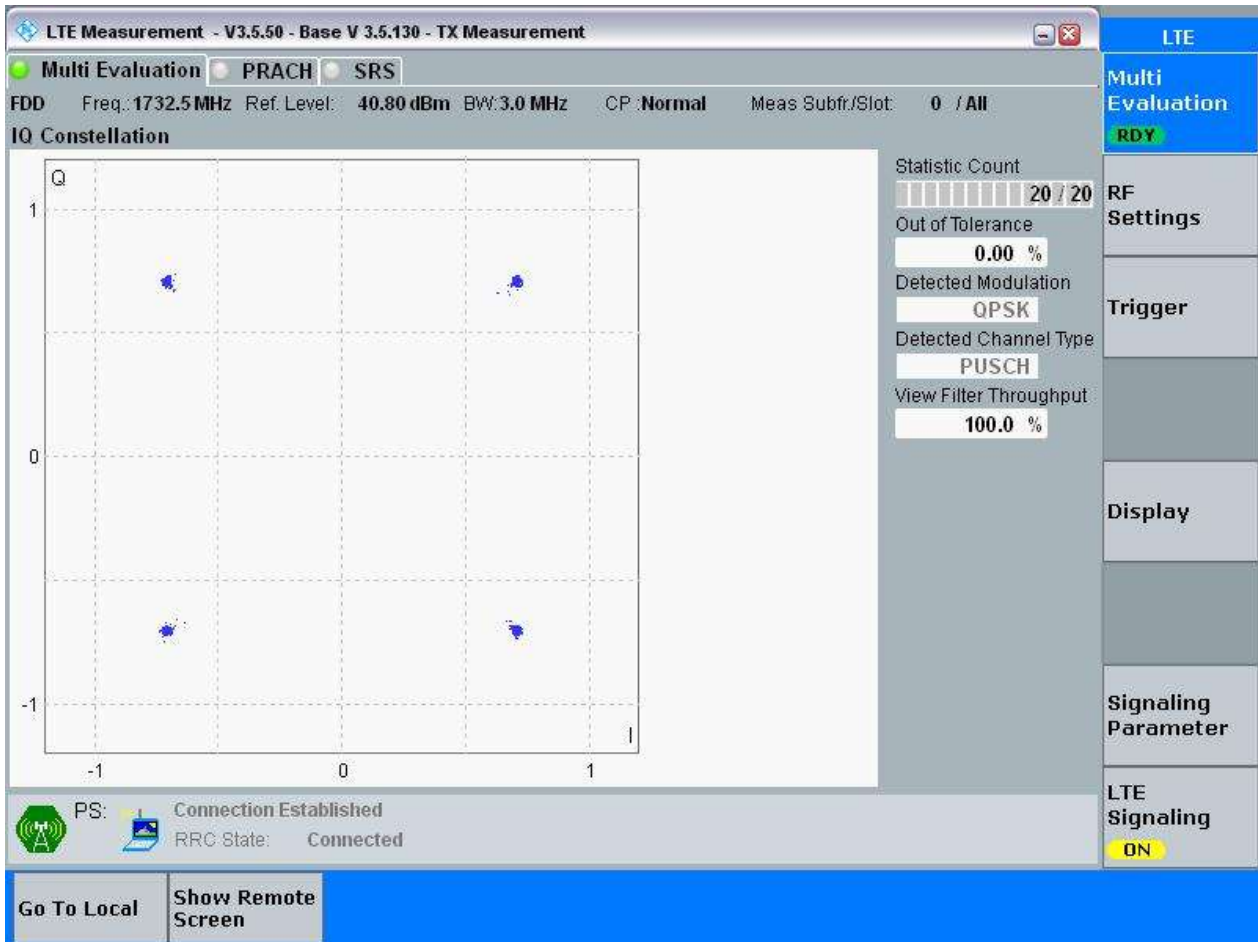 LTE Measurement - V3.5.50 - Base V 3.5.130 - TX Measurement
Multi Evaluation PRACH SRS
FDD Freq.: 1732.5 MHz Ref. Level: 40.80 dBm BW: 3.0 MHz CP : Normal Meas Subfr./Slot: 0 / All
IQ Constellation
Q
1
0
-1
I
-1 0 1
Statistic Count
20 / 20
Out of Tolerance
0.00 %
Detected Modulation
QPSK
Detected Channel Type
PUSCH
View Filter Throughput
100.0 %
PS: Connection Established
RRC State: Connected
LTE
Multi
Evaluation
RDY
RF
Settings
Trigger
Display
Signaling
Parameter
LTE
Signaling
ON
Go To Local
Show Remote
Screen